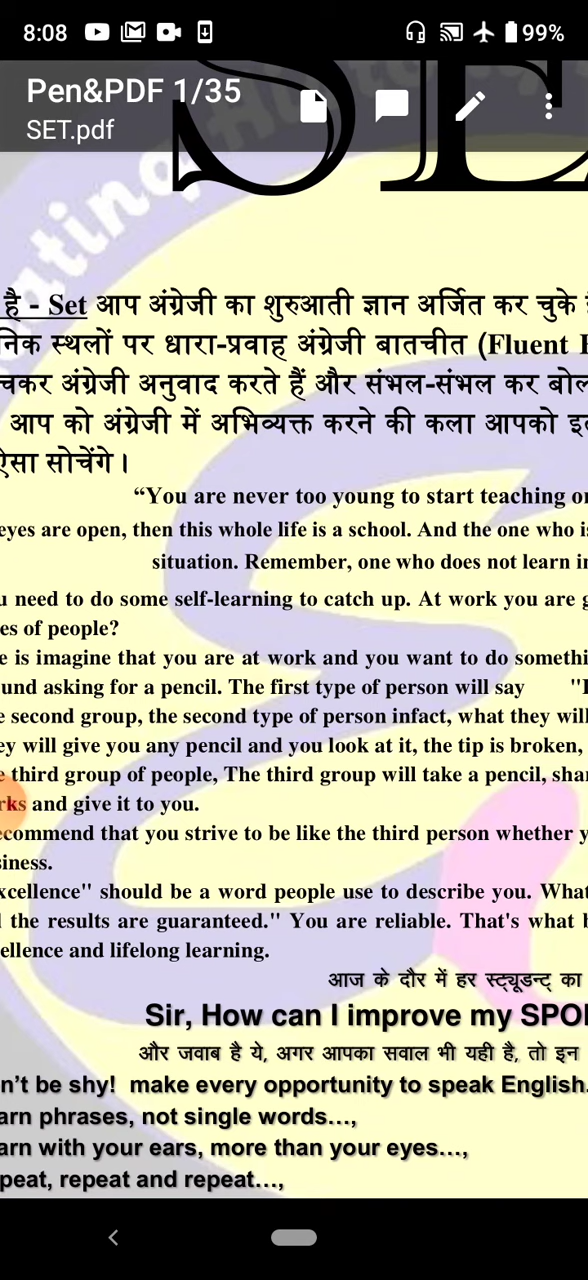 8:08 99%
Pen&PDF 1/35
SET.pdf
SE
eating
है - Set आप अंग्रेजी का शुरुआती ज्ञान अर्जित कर चुके
निक स्थलों पर धारा-प्रवाह अंग्रेजी बातचीत (Fluent
चकर अंग्रेजी अनुवाद करते हैं और संभल-संभल कर बोल
आप को अंग्रेजी में अभिव्यक्त करने की कला आपको
ऐसा सोचेंगे।
“You are never too young to start teaching
eyes are open, then this whole life is a school. And the one who
situation. Remember, one who does not learn
need to do some self-learning to catch up. At work you are
es of people?
is imagine that you are at work and you want to do somethi
und asking for a pencil. The first type of person will say "I
second group, the second type of person infact, what they will
ey will give you any pencil and you look at it, the tip is broken,
third group of people, The third group will take a pencil, shar
rks and give it to you.
ecommend that you strive to be like the third person whether
siness.
xcellence" should be a word people use to describe you. What
the results are guaranteed." You are reliable. That's what
ellence and lifelong learning.
आज के दौर में हर स्ट्यूडन्ट् का
Sir, How can I improve my SPO
और जवाब है ये, अगर आपका सवाल भी यही है, तो इन
n’t be shy! make every opportunity to speak English.
arn phrases, not single words…,
arn with your ears, more than your eyes…,
peat, repeat and repeat…,